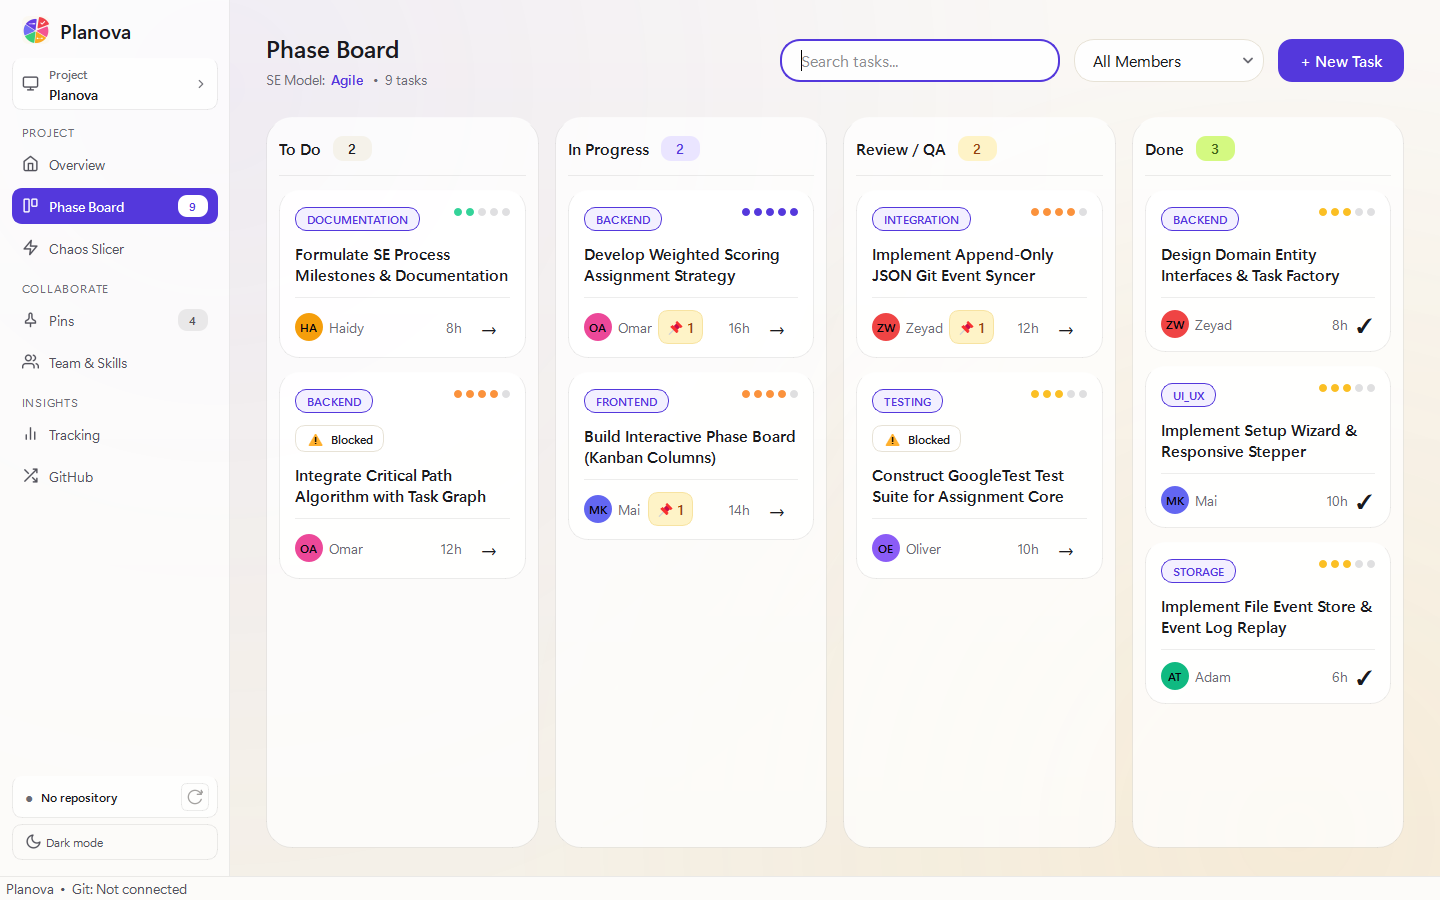 Planova
Project
Planova
PROJECT
Overview
Phase Board 9
Chaos Slicer
COLLABORATE
Pins 4
Team & Skills
INSIGHTS
Tracking
GitHub
No repository
Dark mode
Planova • Git: Not connected
Phase Board
SE Model: Agile • 9 tasks
Search tasks...
All Members
+ New Task
To Do 2
DOCUMENTATION
Formulate SE Process
Milestones & Documentation
HA Haidy 8h →
BACKEND
Blocked
Integrate Critical Path
Algorithm with Task Graph
OA Omar 12h →
In Progress 2
BACKEND
Develop Weighted Scoring
Assignment Strategy
OA Omar 📌 1 16h →
FRONTEND
Build Interactive Phase Board
(Kanban Columns)
MK Mai 📌 1 14h →
Review / QA 2
INTEGRATION
Implement Append-Only
JSON Git Event Syncer
ZW Zeyad 📌 1 12h →
TESTING
Blocked
Construct GoogleTest Test
Suite for Assignment Core
OE Oliver 10h →
Done 3
BACKEND
Design Domain Entity
Interfaces & Task Factory
ZW Zeyad 8h ✓
UI_UX
Implement Setup Wizard &
Responsive Stepper
MK Mai 10h ✓
STORAGE
Implement File Event Store &
Event Log Replay
AT Adam 6h ✓